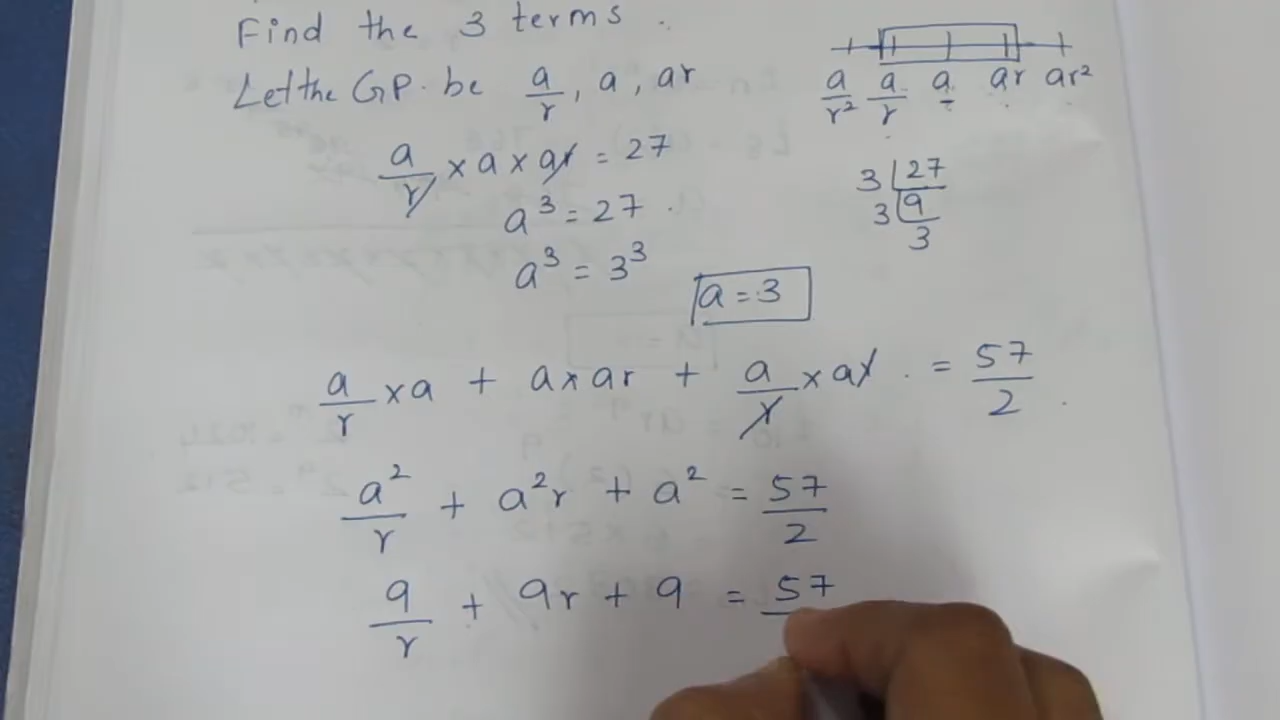 Find the 3 terms.
Let the G.P. be a/r, a, ar
a/r² a/r a ar ar²
a/r × a × ar = 27
3 | 27
3 | 9
3
a³ = 27
a³ = 3³
a = 3
a/r × a + a × ar + a/r × ar = 57/2
a²/r + a²r + a² = 57/2
9/r + 9r + 9 = 57